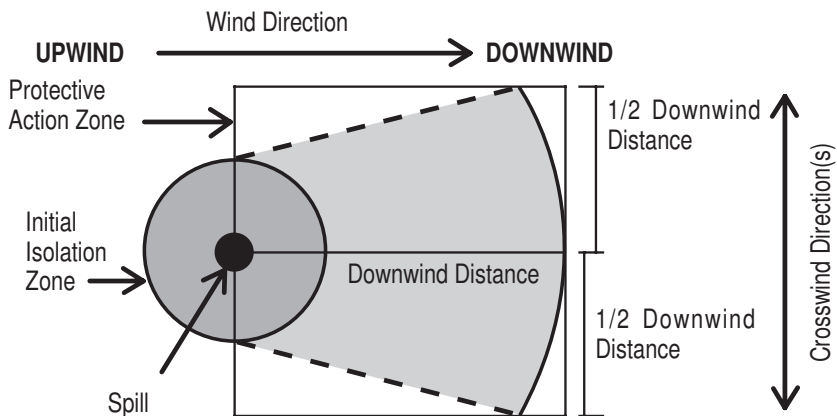 Wind Direction
UPWIND
DOWNWIND
Protective
Action Zone
1/2 Downwind
Distance
Crosswind Direction(s)
Initial
Isolation
Zone
Downwind Distance
1/2 Downwind
Distance
Spill